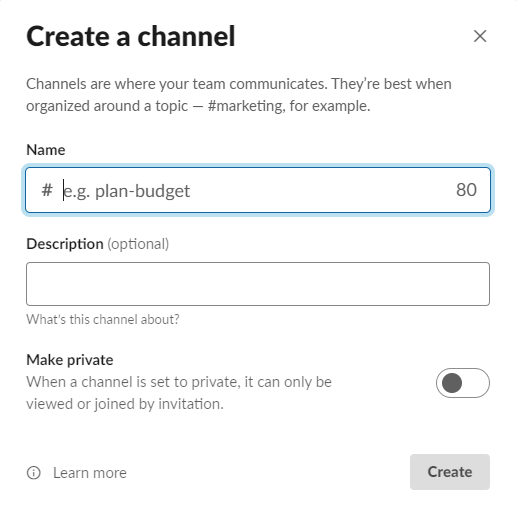 Create a channel
Channels are where your team communicates. They’re best when
organized around a topic — #marketing, for example.
Name
# e.g. plan-budget 80
Description (optional)
What's this channel about?
Make private
When a channel is set to private, it can only be
viewed or joined by invitation.
Learn more
Create